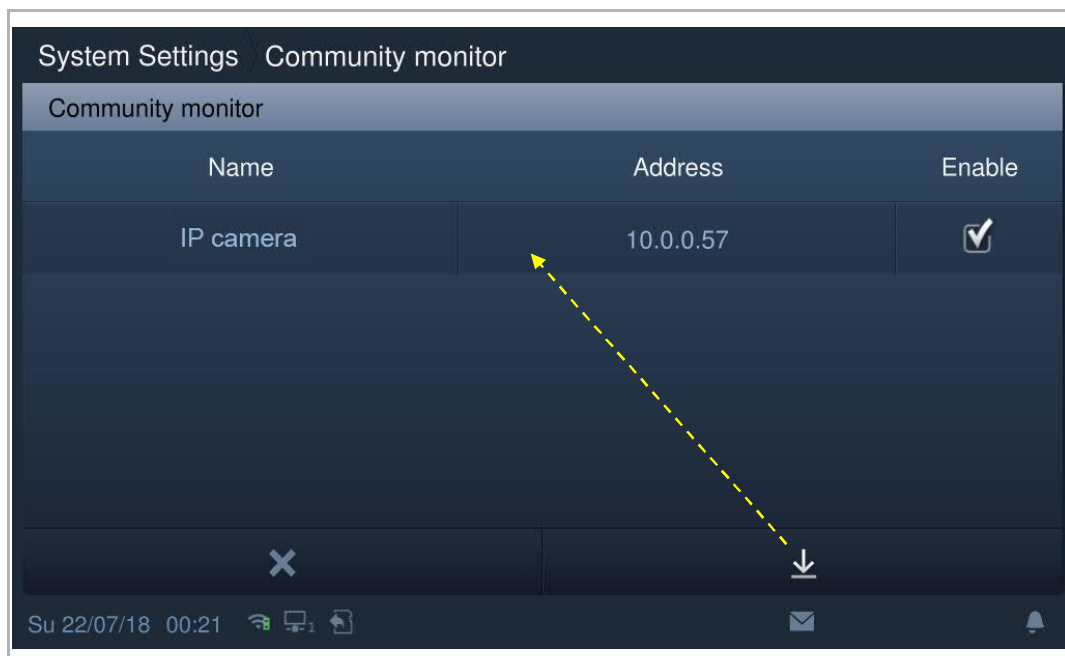 System Settings Community monitor
Community monitor
Name Address Enable
IP camera 10.0.0.57
Su 22/07/18 00:21 1